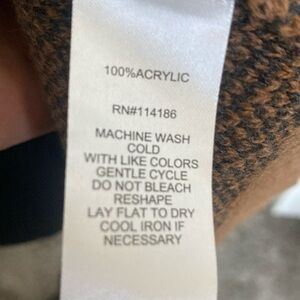 100%ACRYLIC
RN#114186
MACHINE WASH
COLD
WITH LIKE COLORS
GENTLE CYCLE
DO NOT BLEACH
RESHAPE
LAY FLAT TO DRY
COOL IRON IF
NECESSARY